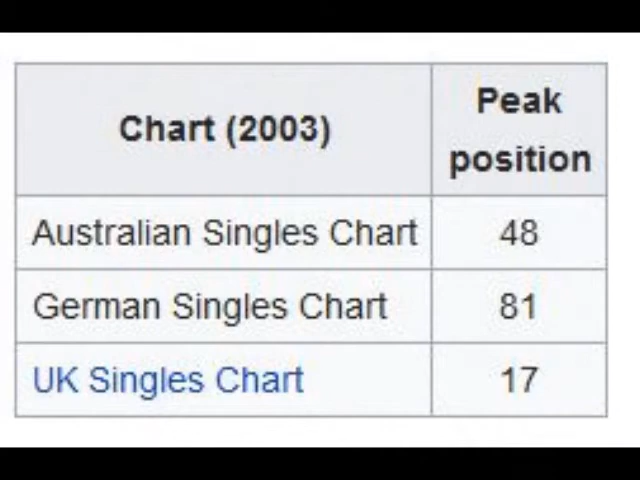 Chart (2003)
Peak
position
Australian Singles Chart 48
German Singles Chart 81
UK Singles Chart 17